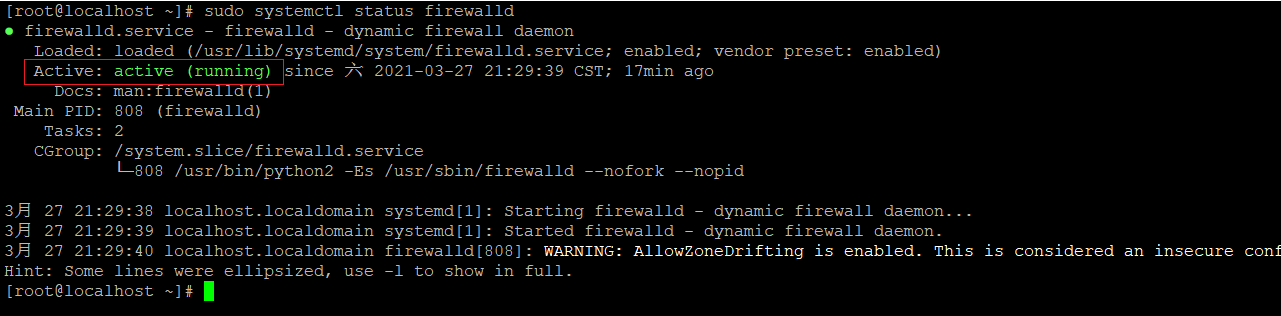 [root@localhost ~]# sudo systemctl status firewalld
● firewalld.service - firewalld - dynamic firewall daemon
   Loaded: loaded (/usr/lib/systemd/system/firewalld.service; enabled; vendor preset: enabled)
   Active: active (running) since 六 2021-03-27 21:29:39 CST; 17min ago
     Docs: man:firewalld(1)
 Main PID: 808 (firewalld)
    Tasks: 2
   CGroup: /system.slice/firewalld.service
           └─808 /usr/bin/python2 -Es /usr/sbin/firewalld --nofork --nopid
3月 27 21:29:38 localhost.localdomain systemd[1]: Starting firewalld - dynamic firewall daemon...
3月 27 21:29:39 localhost.localdomain systemd[1]: Started firewalld - dynamic firewall daemon.
3月 27 21:29:40 localhost.localdomain firewalld[808]: WARNING: AllowZoneDrifting is enabled. This is considered an insecure conf
Hint: Some lines were ellipsized, use -l to show in full.
[root@localhost ~]#